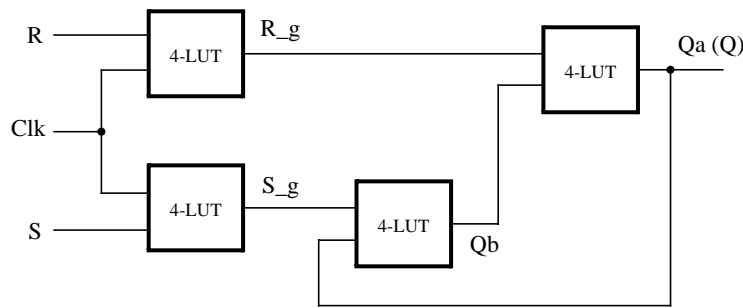 R
R_g
Qa (Q)
4-LUT
4-LUT
Clk
S_g
4-LUT
4-LUT
S
Qb